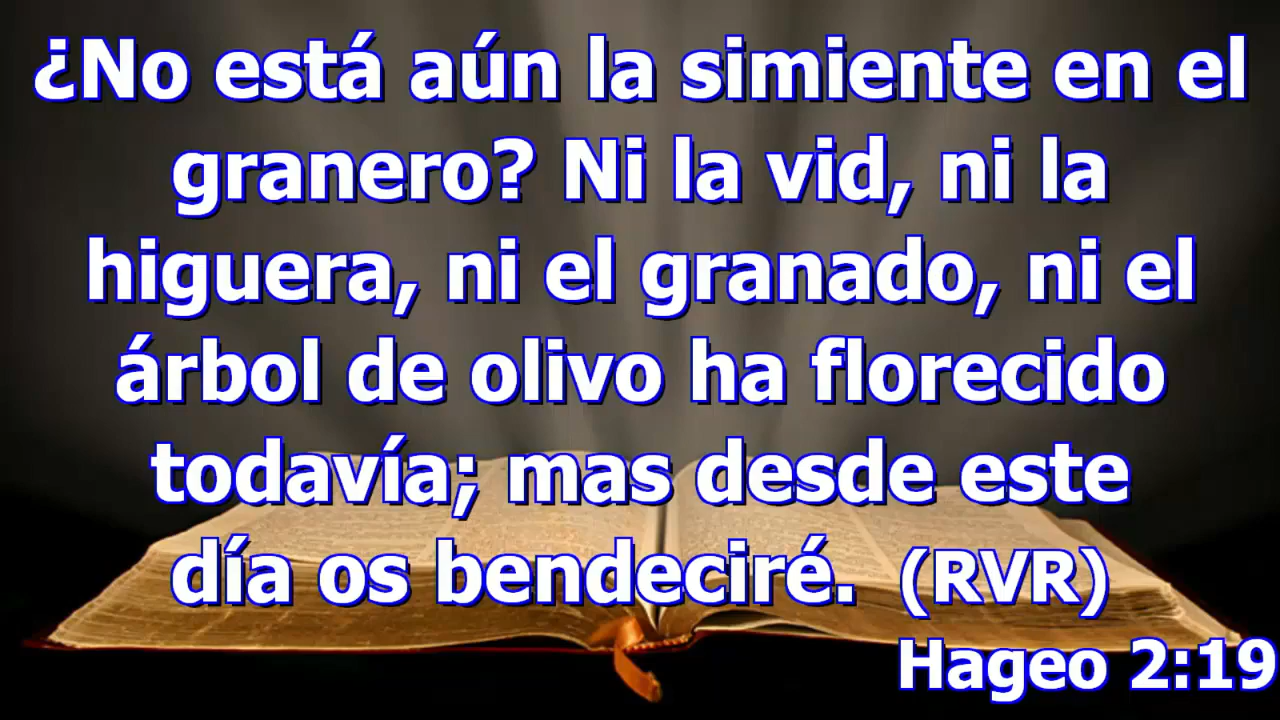 ¿No está aún la simiente en el
granero? Ni la vid, ni la
higuera, ni el granado, ni el
árbol de olivo ha florecido
todavía; mas desde este
día os bendeciré. (RVR)
Hageo 2:19